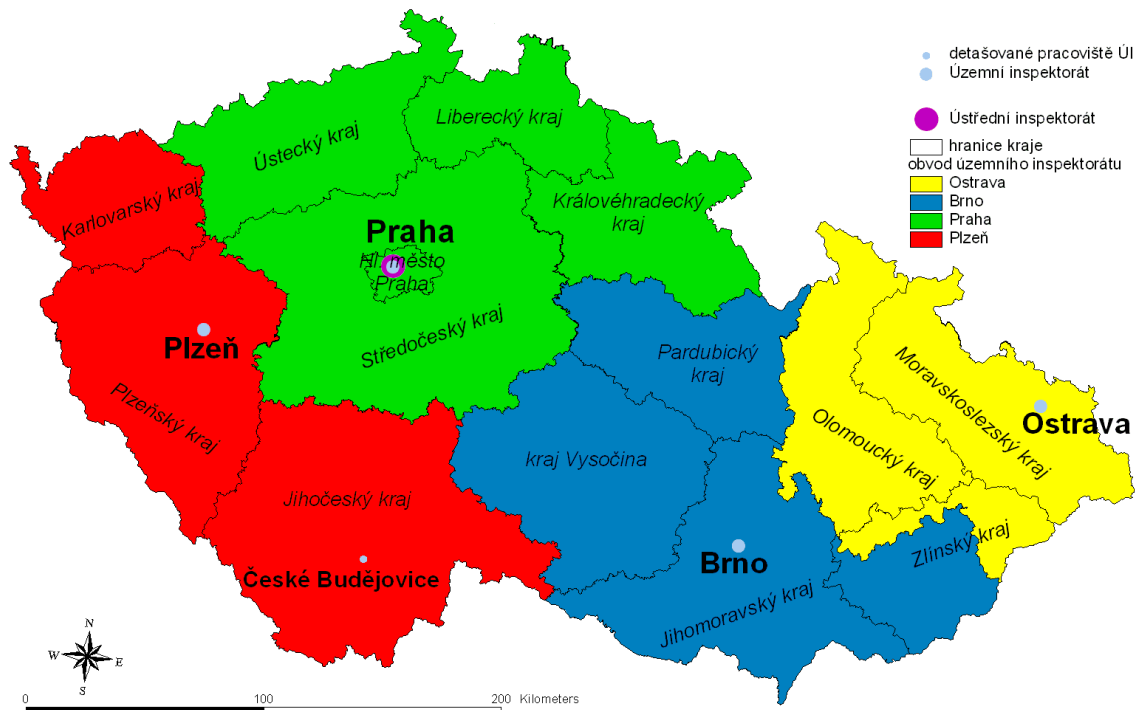 detašované pracoviště ÚI
Územní inspektorát
Ústřední inspektorát
hranice kraje
obvod územního inspektorátu
Ostrava
Brno
Praha
Plzeň
Liberecký kraj
Ústecký kraj
Karlovarský kraj
Královéhradecký
kraj
Praha
Hl. město
Praha
Středočeský kraj
Plzeň
Plzeňský kraj
Pardubický
kraj
Moravskoslezský kraj
Ostrava
Olomoucký kraj
kraj Vysočina
Jihočeský kraj
České Budějovice
Brno
Zlínský kraj
Jihomoravský kraj
N
W E
S
0 100 200 Kilometers